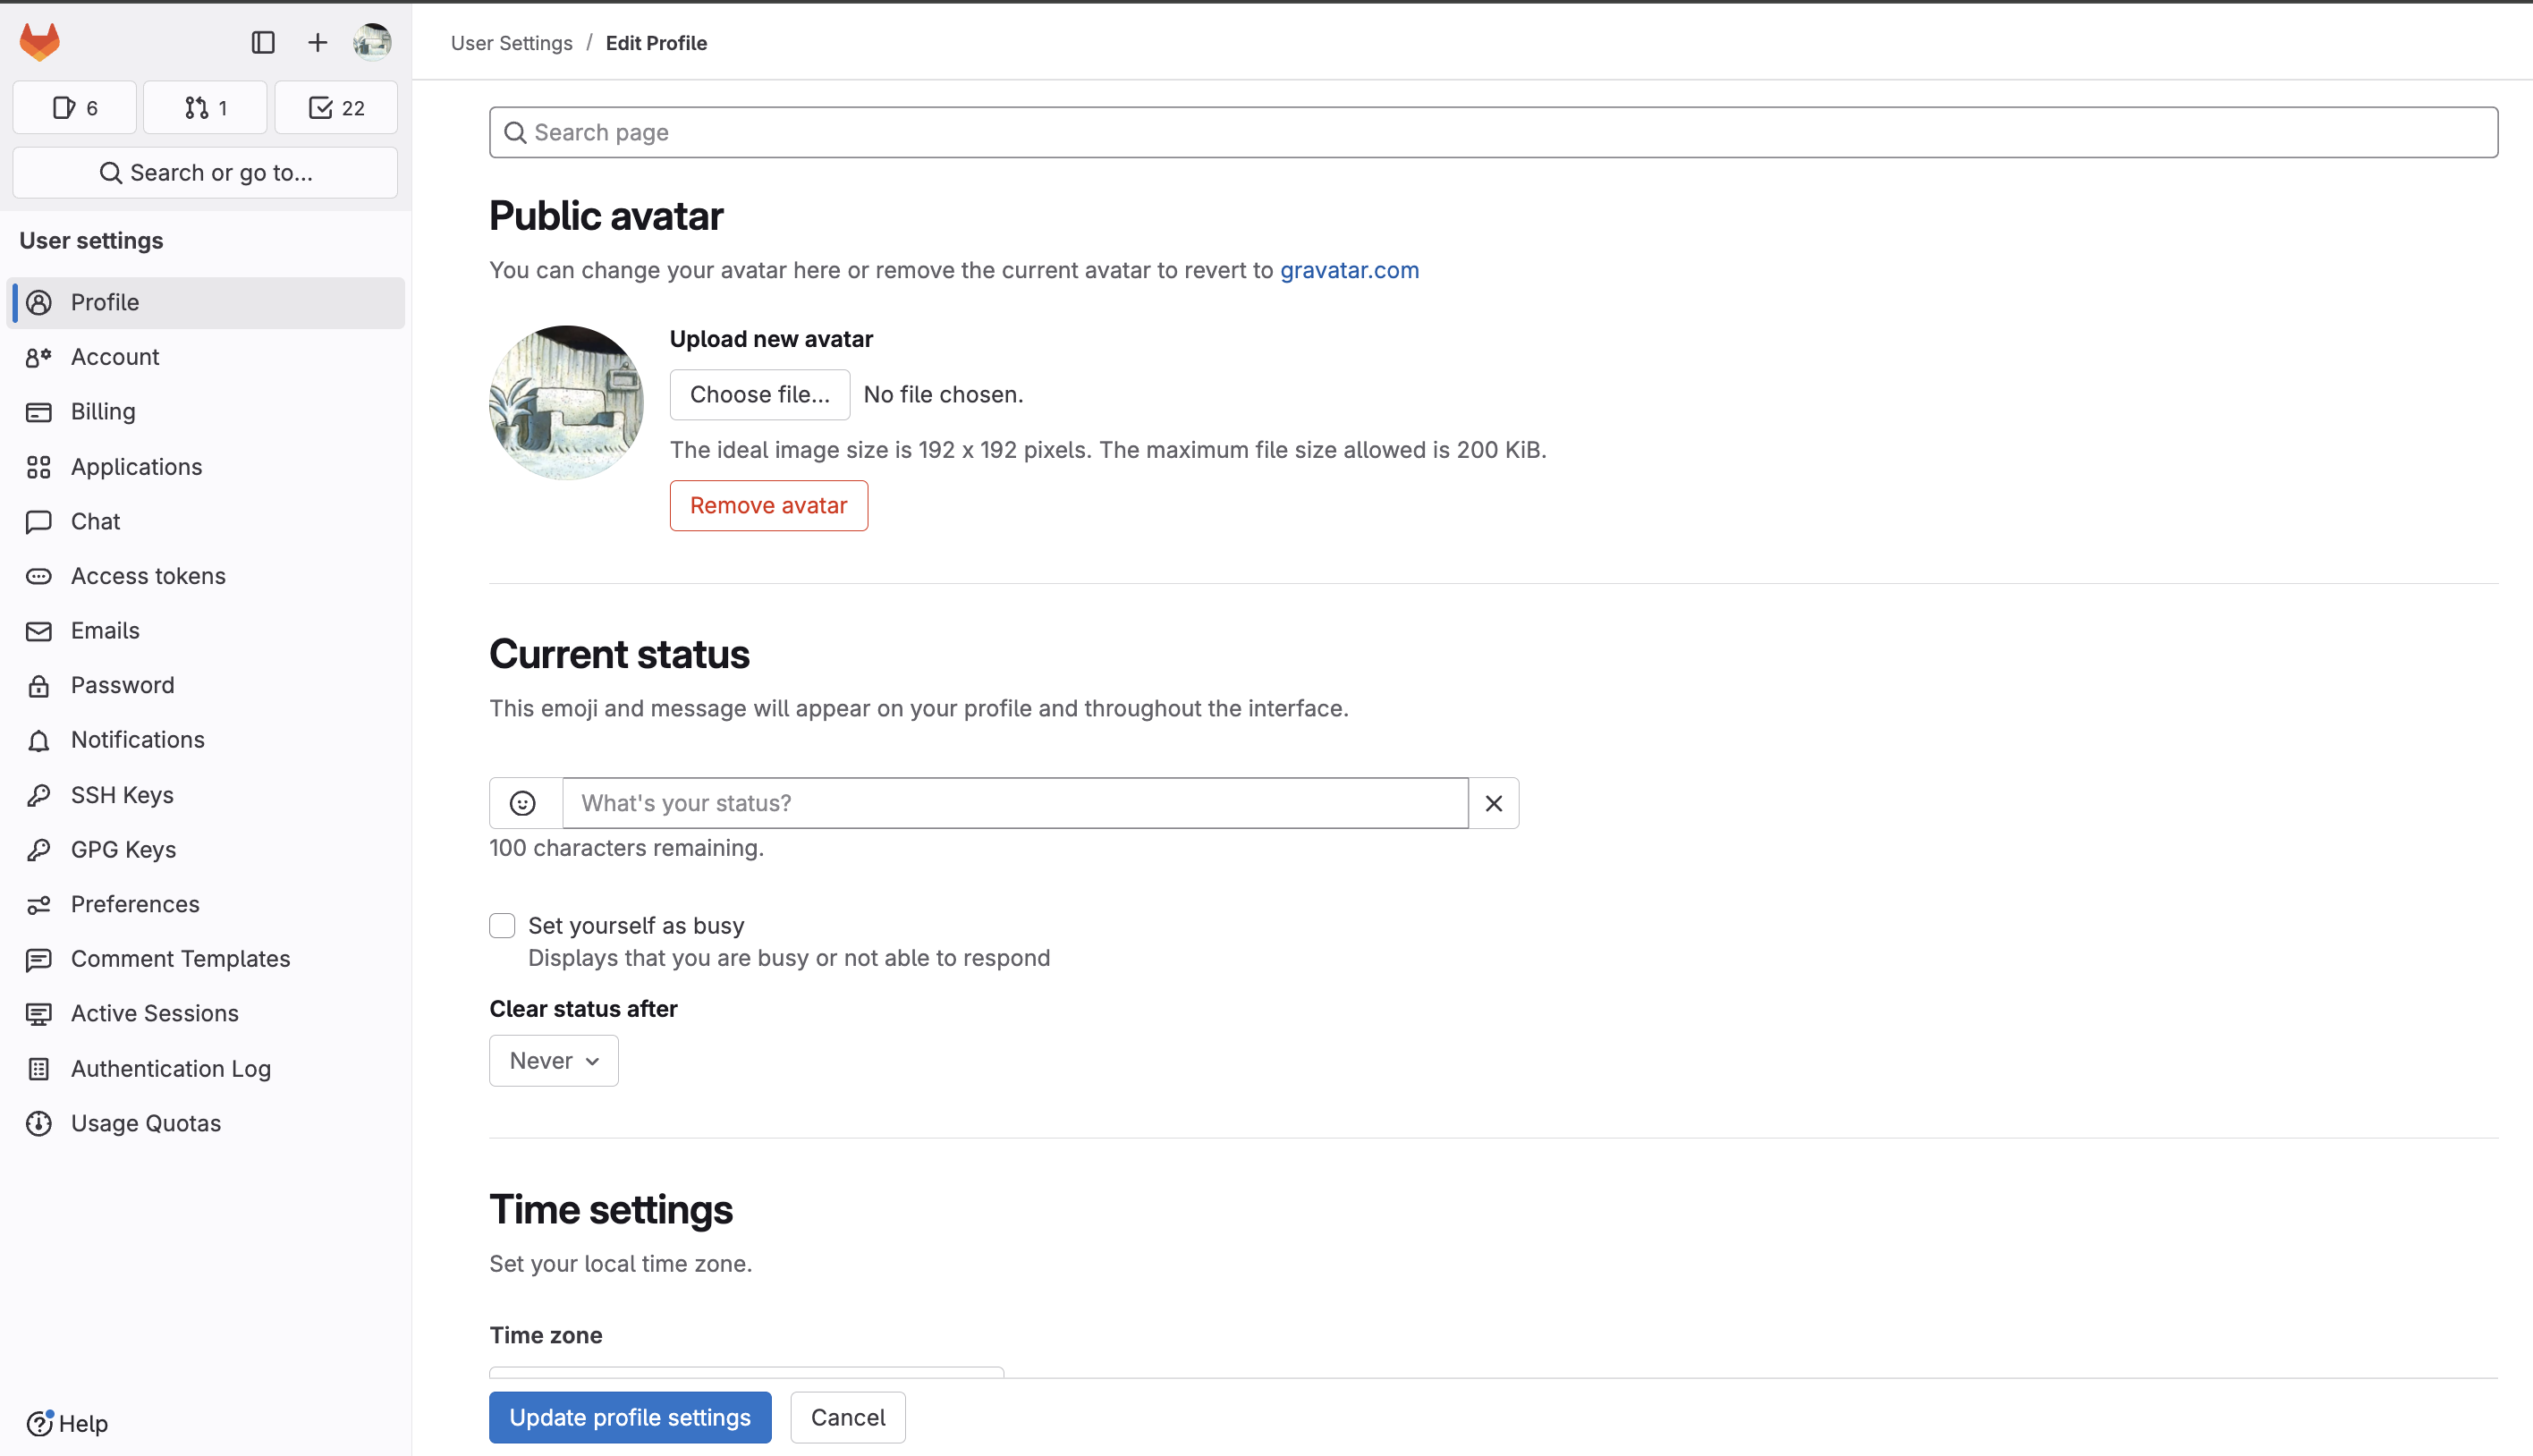 User Settings / Edit Profile
6
1
22
Search or go to...
User settings
Profile
Account
Billing
Applications
Chat
Access tokens
Emails
Password
Notifications
SSH Keys
GPG Keys
Preferences
Comment Templates
Active Sessions
Authentication Log
Usage Quotas
Help
Search page
Public avatar
You can change your avatar here or remove the current avatar to revert to gravatar.com
Upload new avatar
Choose file... No file chosen.
The ideal image size is 192 x 192 pixels. The maximum file size allowed is 200 KiB.
Remove avatar
Current status
This emoji and message will appear on your profile and throughout the interface.
What's your status?
100 characters remaining.
Set yourself as busy
Displays that you are busy or not able to respond
Clear status after
Never
Time settings
Set your local time zone.
Time zone
Update profile settings Cancel